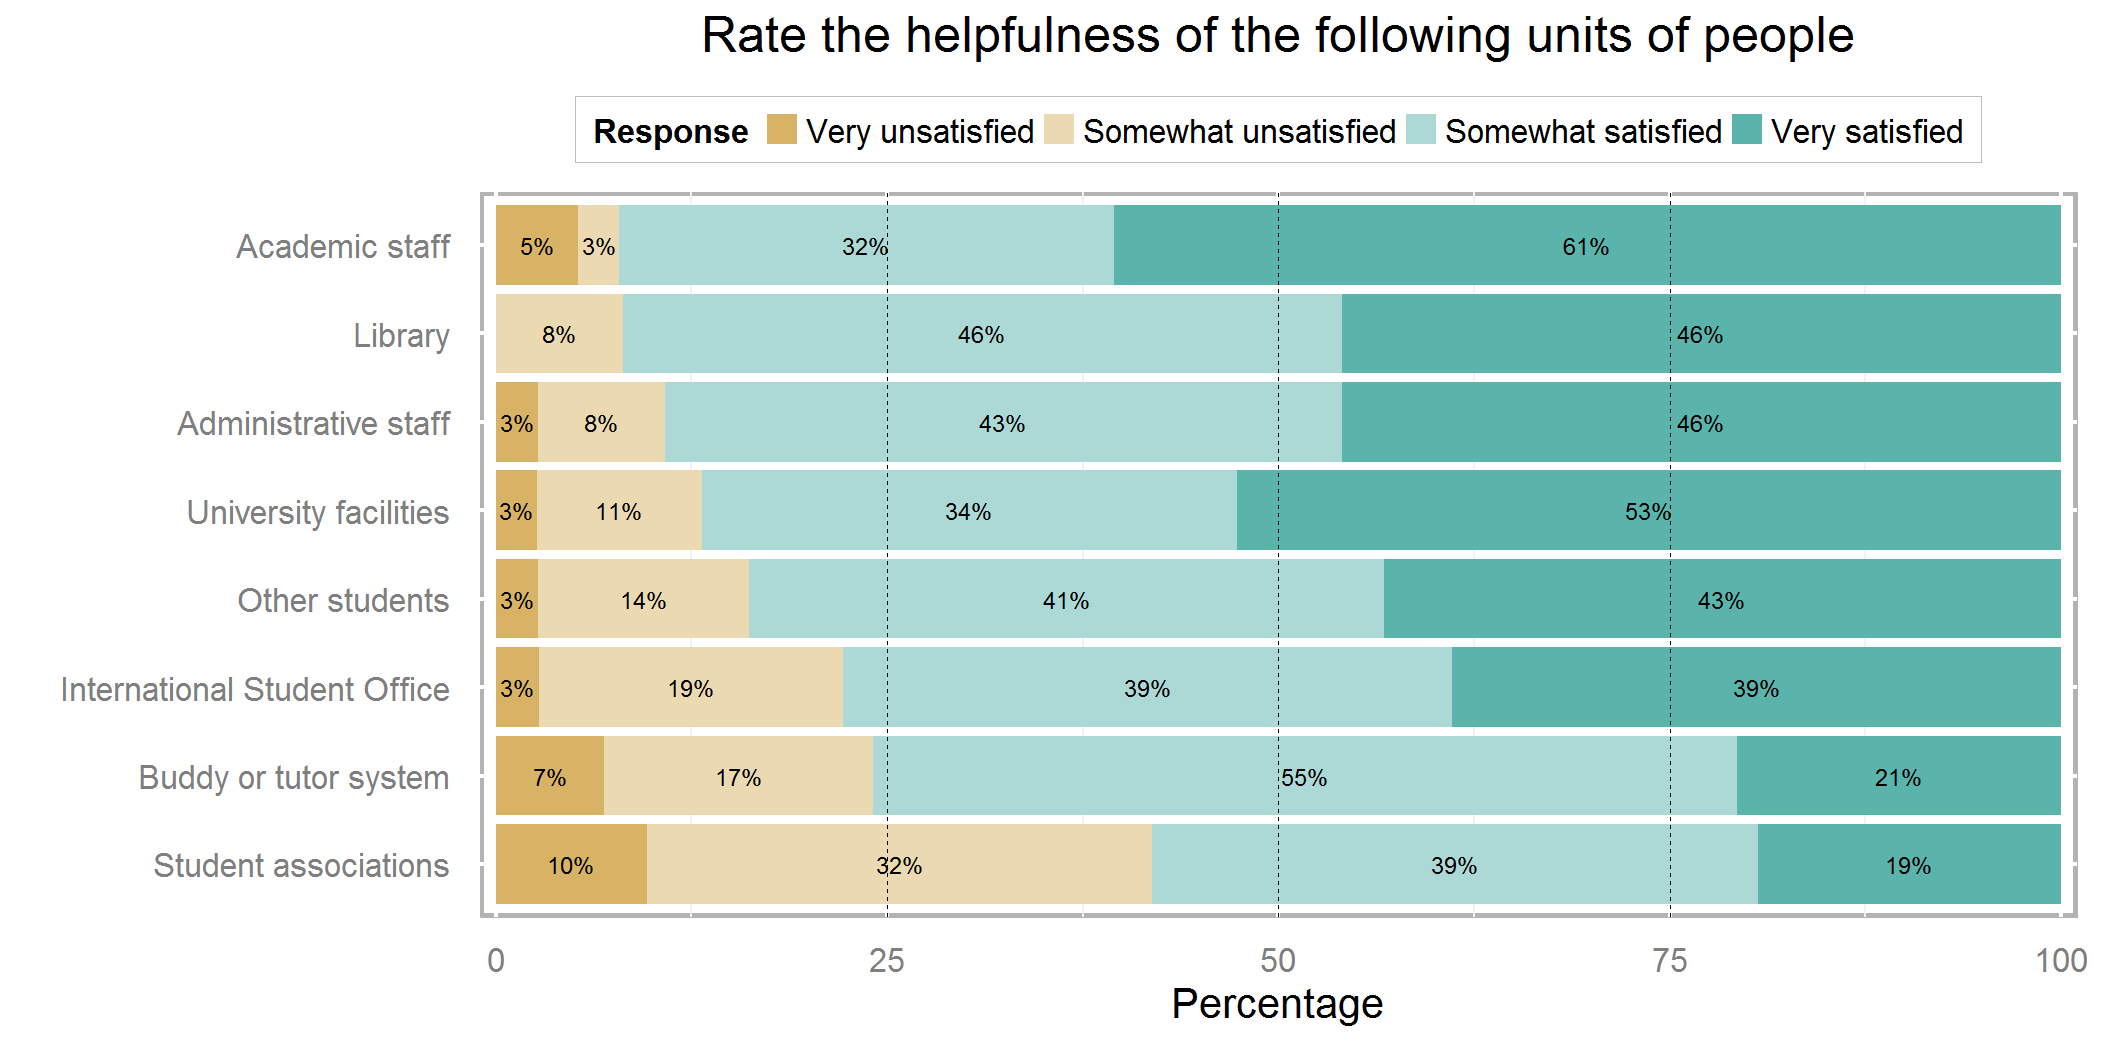 Rate the helpfulness of the following units of people
Response Very unsatisfied Somewhat unsatisfied Somewhat satisfied Very satisfied
Academic staff 5% 3% 32% 61%
Library 8% 46% 46%
Administrative staff 3% 8% 43% 46%
University facilities 3% 11% 34% 53%
Other students 3% 14% 41% 43%
International Student Office 3% 19% 39% 39%
Buddy or tutor system 7% 17% 55% 21%
Student associations 10% 32% 39% 19%
0 25 50 75 100
Percentage